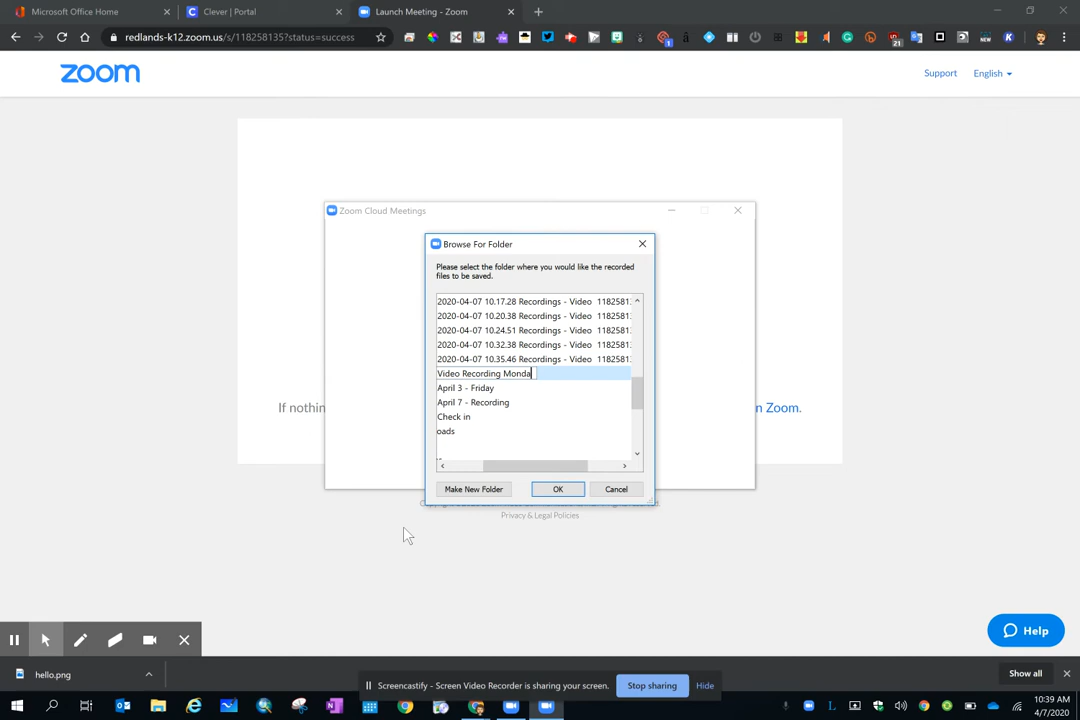 Microsoft Office Home
Clever | Portal
Launch Meeting - Zoom
redlands-k12.zoom.us/s/118258135?status=success
1
21
NEW
K
zoom
Support
English
Zoom Cloud Meetings
Browse For Folder
Please select the folder where you would like the recorded
files to be saved.
2020-04-07 10.17.28 Recordings - Video 1182581
2020-04-07 10.20.38 Recordings - Video 1182581
2020-04-07 10.24.51 Recordings - Video 1182581
2020-04-07 10.32.38 Recordings - Video 1182581
2020-04-07 10.35.46 Recordings - Video 1182581
Video Recording Monda
April 3 - Friday
April 7 - Recording
Check in
oads
Make New Folder
OK
Cancel
If nothin
n Zoom.
Privacy & Legal Policies
Help
hello.png
Show all
Screencastify - Screen Video Recorder is sharing your screen.
Stop sharing
Hide
10:39 AM
4/7/2020